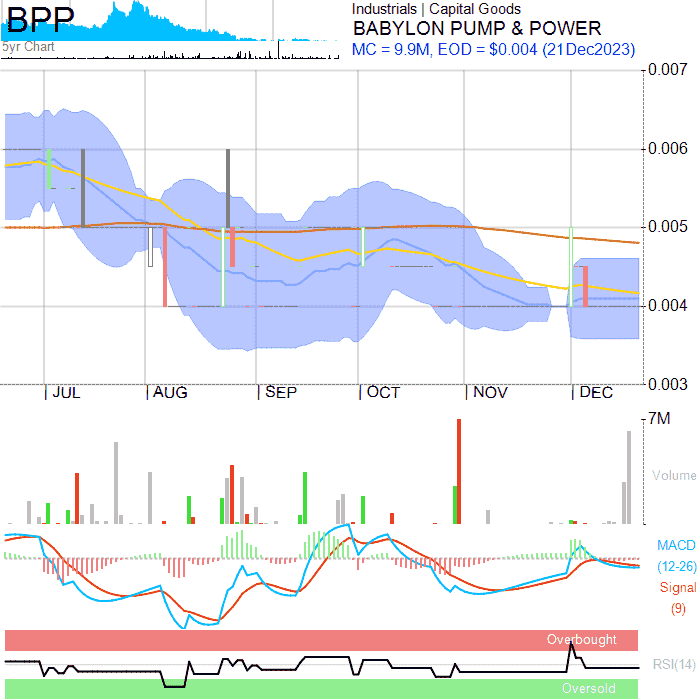 BPP
5yr Chart
Industrials | Capital Goods
BABYLON PUMP & POWER
MC = 9.9M, EOD = $0.004 (21Dec2023)
0.007
0.006
0.005
0.004
0.003
JUL AUG SEP OCT NOV DEC
7M
Volume
MACD
(12-26)
Signal
(9)
Overbought
RSI(14)
Oversold